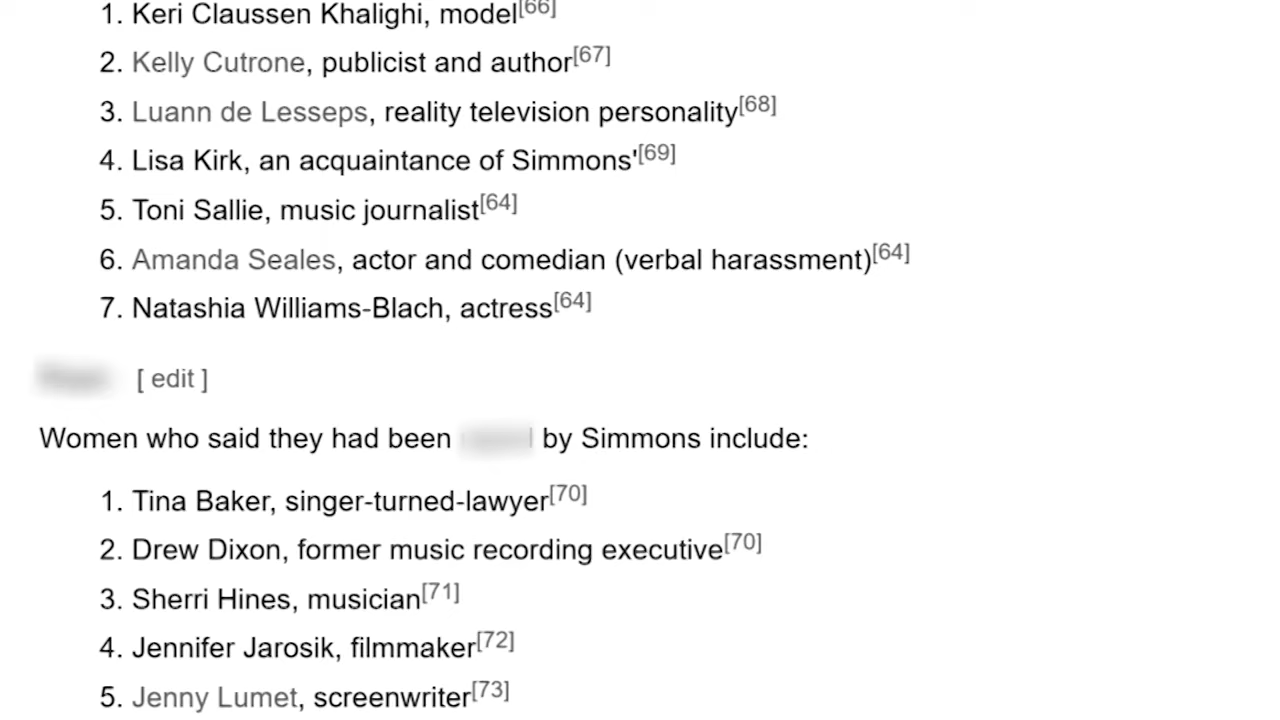 1. Keri Claussen Khalighi, model[66]
2. Kelly Cutrone, publicist and author[67]
3. Luann de Lesseps, reality television personality[68]
4. Lisa Kirk, an acquaintance of Simmons'[69]
5. Toni Sallie, music journalist[64]
6. Amanda Seales, actor and comedian (verbal harassment)[64]
7. Natashia Williams-Blach, actress[64]
[ edit ]
Women who said they had been by Simmons include:
1. Tina Baker, singer-turned-lawyer[70]
2. Drew Dixon, former music recording executive[70]
3. Sherri Hines, musician[71]
4. Jennifer Jarosik, filmmaker[72]
5. Jenny Lumet, screenwriter[73]